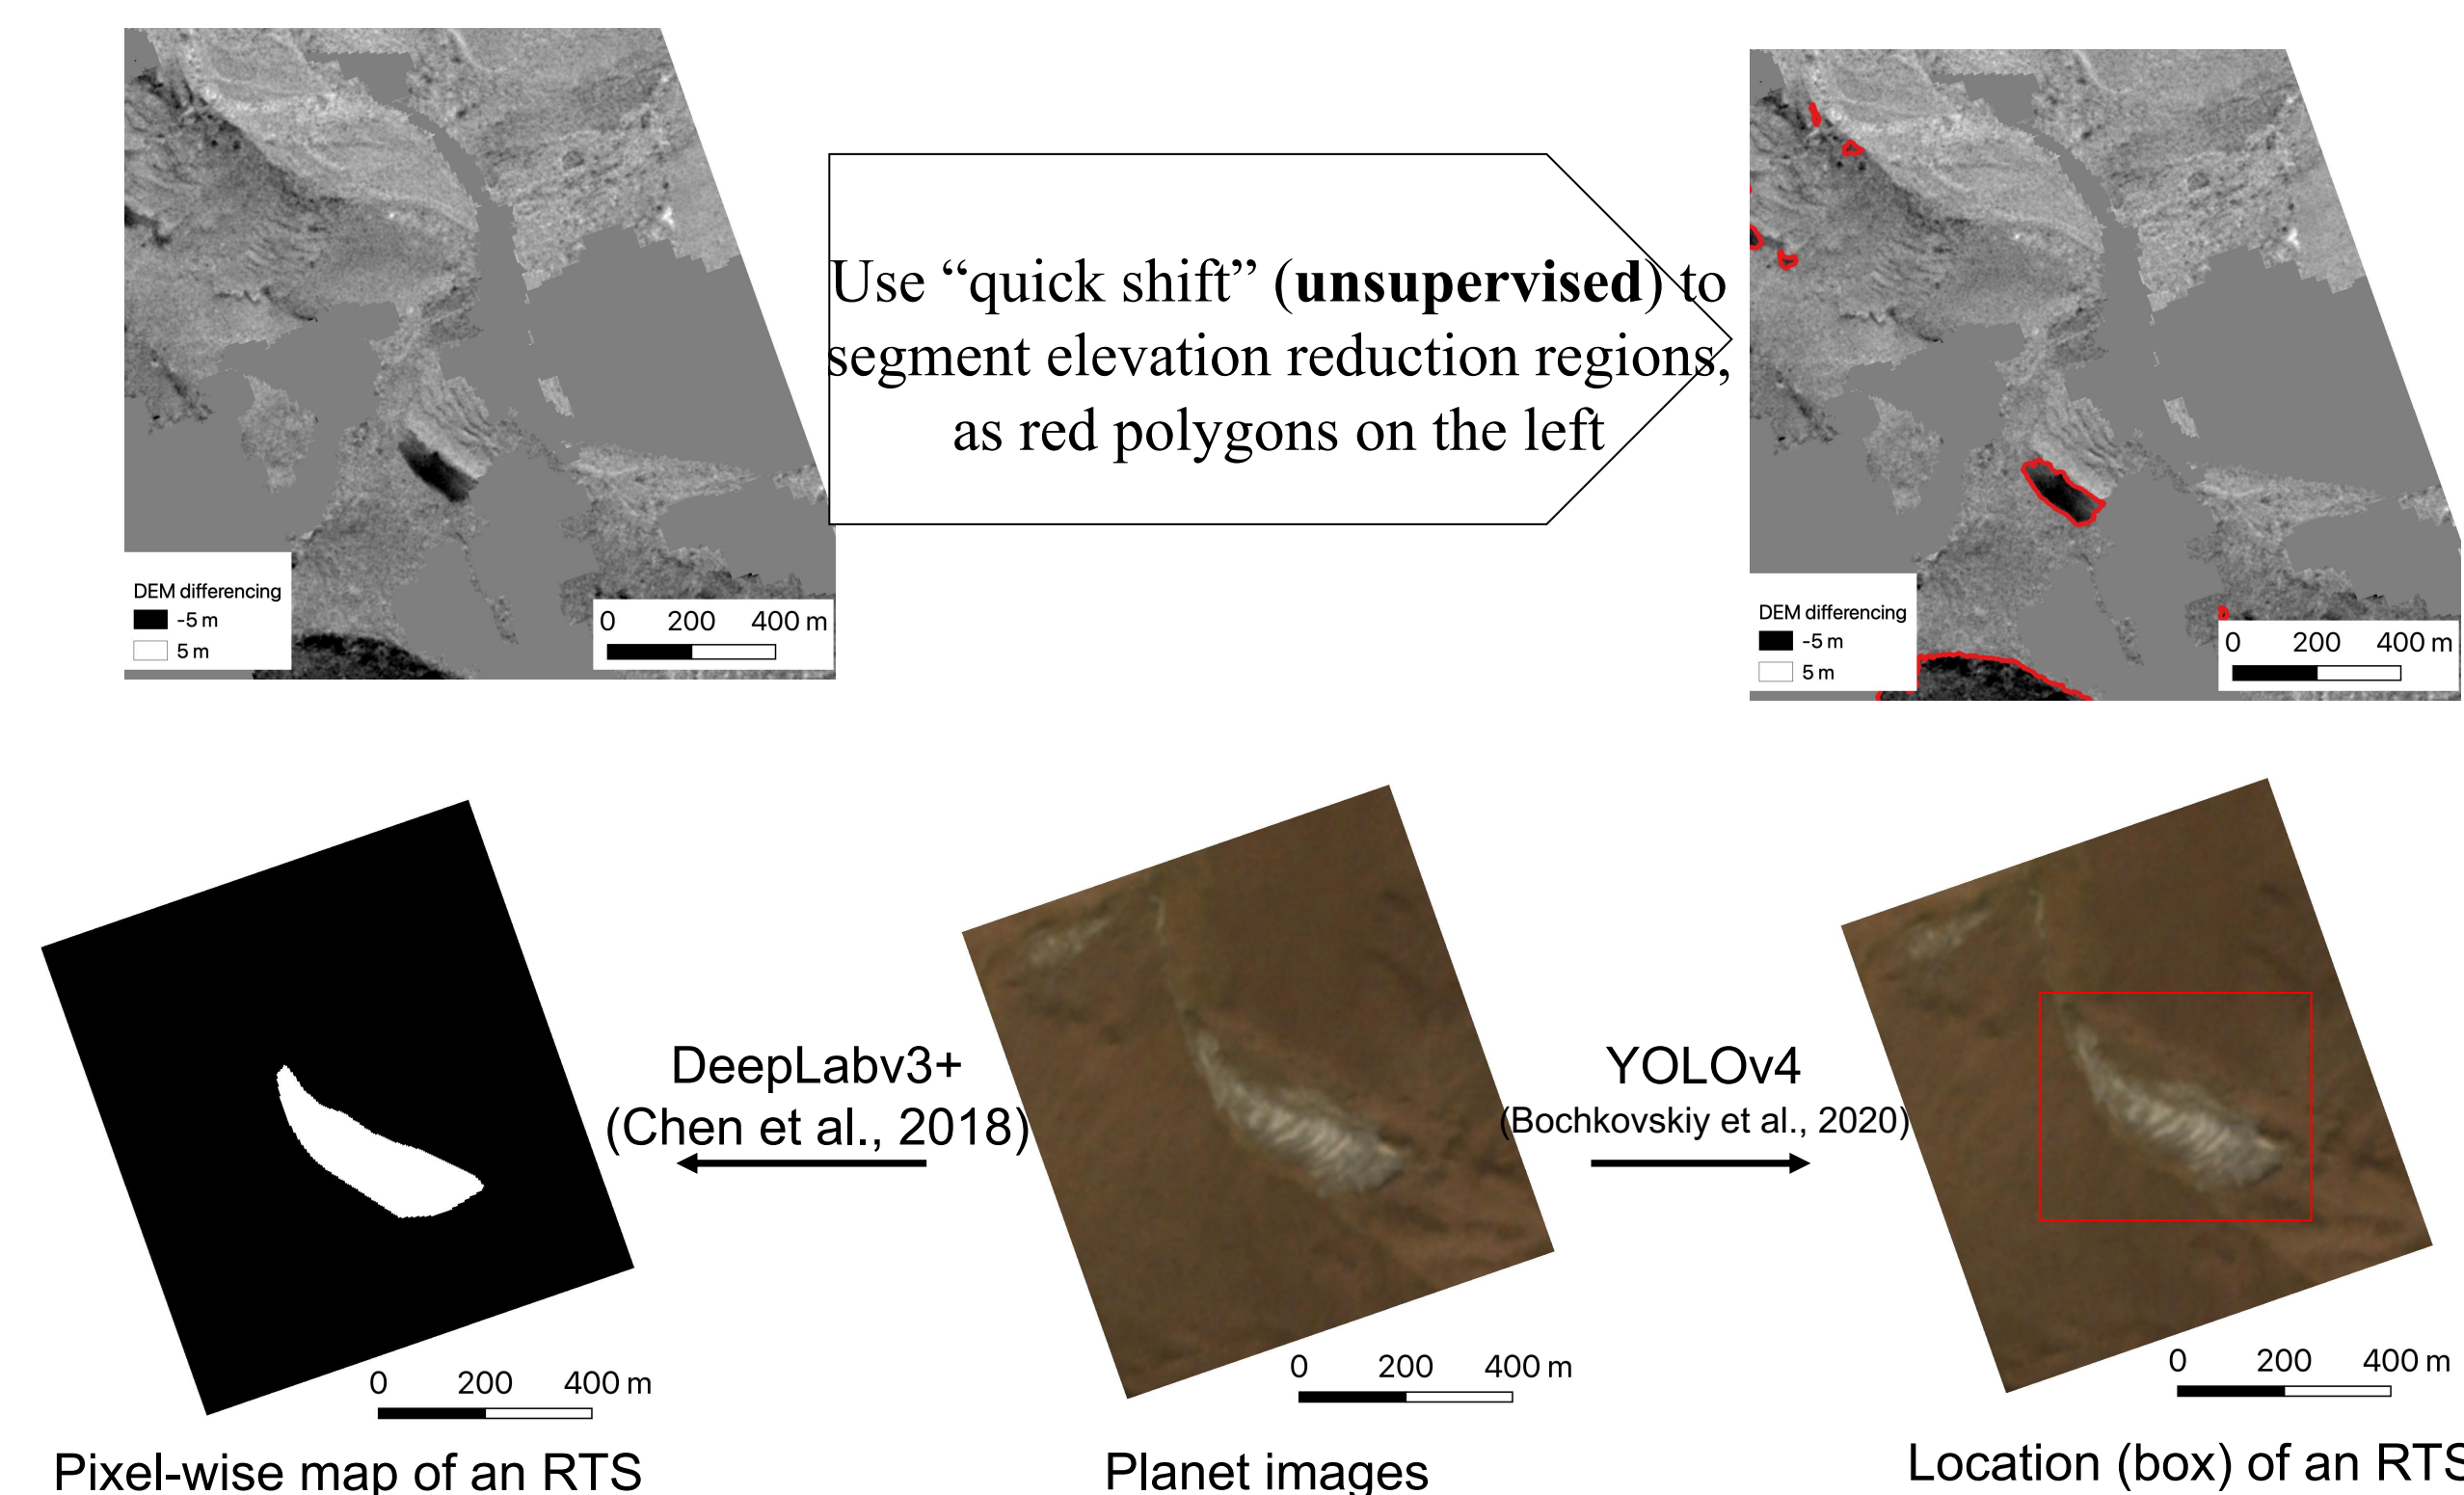 Use “quick shift” (unsupervised) to
segment elevation reduction regions,
as red polygons on the left
DEM differencing
-5 m
5 m
0 200 400 m
DEM differencing
-5 m
5 m
0 200 400 m
DeepLabv3+
(Chen et al., 2018)
YOLOv4
(Bochkovskiy et al., 2020)
0 200 400 m
0 200 400 m
0 200 400 m
Pixel-wise map of an RTS
Planet images
Location (box) of an RTS